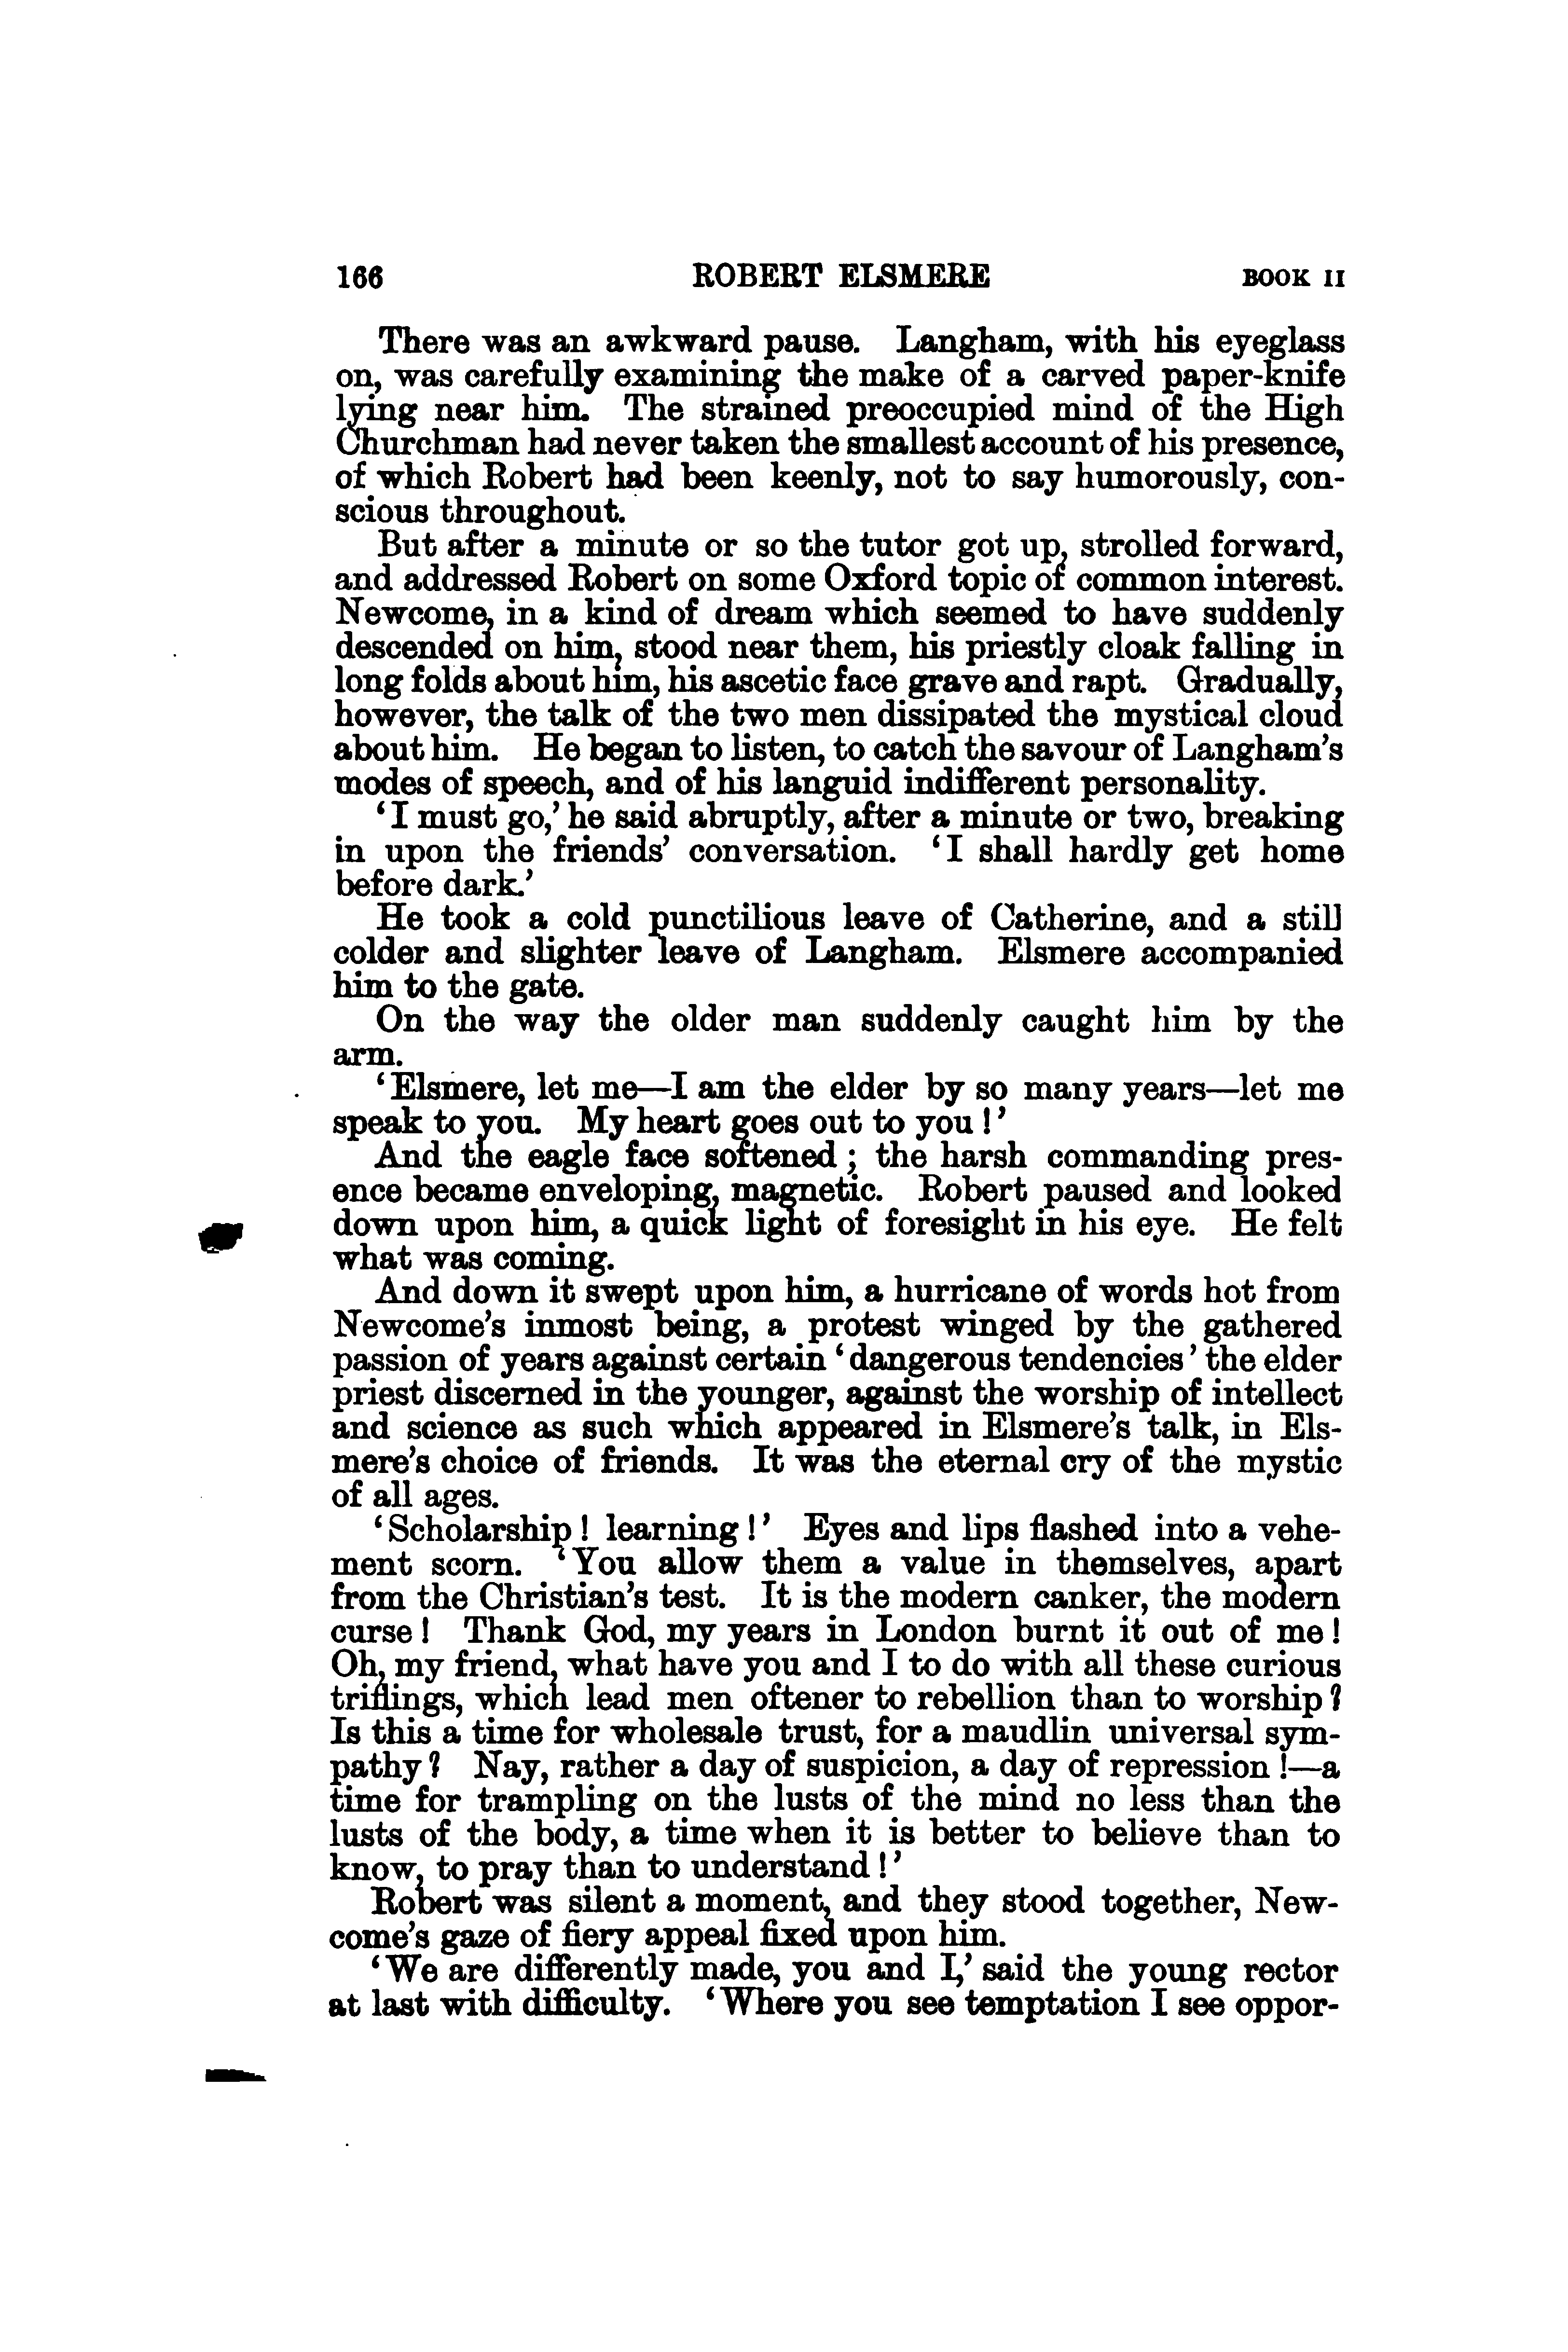 166 ROBERT ELSMERE BOOK II
There was an awkward pause. Langham, with his eyeglass
on, was carefully examining the make of a carved paper-knife
lying near him. The strained preoccupied mind of the High
Churchman had never taken the smallest account of his presence,
of which Robert had been keenly, not to say humorously, con-
scious throughout.
But after a minute or so the tutor got up, strolled forward,
and addressed Robert on some Oxford topic of common interest.
Newcome, in a kind of dream which seemed to have suddenly
descended on him, stood near them, his priestly cloak falling in
long folds about him, his ascetic face grave and rapt. Gradually,
however, the talk of the two men dissipated the mystical cloud
about him. He began to listen, to catch the savour of Langham's
modes of speech, and of his languid indifferent personality.
‘I must go,’ he said abruptly, after a minute or two, breaking
in upon the friends’ conversation. ‘I shall hardly get home
before dark.’
He took a cold punctilious leave of Catherine, and a still
colder and slighter leave of Langham. Elsmere accompanied
him to the gate.
On the way the older man suddenly caught him by the
arm.
‘Elsmere, let me—I am the elder by so many years—let me
speak to you. My heart goes out to you!’
And the eagle face softened; the harsh commanding pres-
ence became enveloping, magnetic. Robert paused and looked
down upon him, a quick light of foresight in his eye. He felt
what was coming.
And down it swept upon him, a hurricane of words hot from
Newcome’s inmost being, a protest winged by the gathered
passion of years against certain ‘dangerous tendencies’ the elder
priest discerned in the younger, against the worship of intellect
and science as such which appeared in Elsmere’s talk, in Els-
mere’s choice of friends. It was the eternal cry of the mystic
of all ages.
‘Scholarship! learning!’ Eyes and lips flashed into a vehe-
ment scorn. ‘You allow them a value in themselves, apart
from the Christian’s test. It is the modern canker, the modern
curse! Thank God, my years in London burnt it out of me!
Oh, my friend, what have you and I to do with all these curious
triflings, which lead men oftener to rebellion than to worship?
Is this a time for wholesale trust, for a maudlin universal sym-
pathy? Nay, rather a day of suspicion, a day of repression!—a
time for trampling on the lusts of the mind no less than the
lusts of the body, a time when it is better to believe than to
know, to pray than to understand!’
Robert was silent a moment, and they stood together, New-
come’s gaze of fiery appeal fixed upon him.
‘We are differently made, you and I,’ said the young rector
at last with difficulty. ‘Where you see temptation I see oppor-